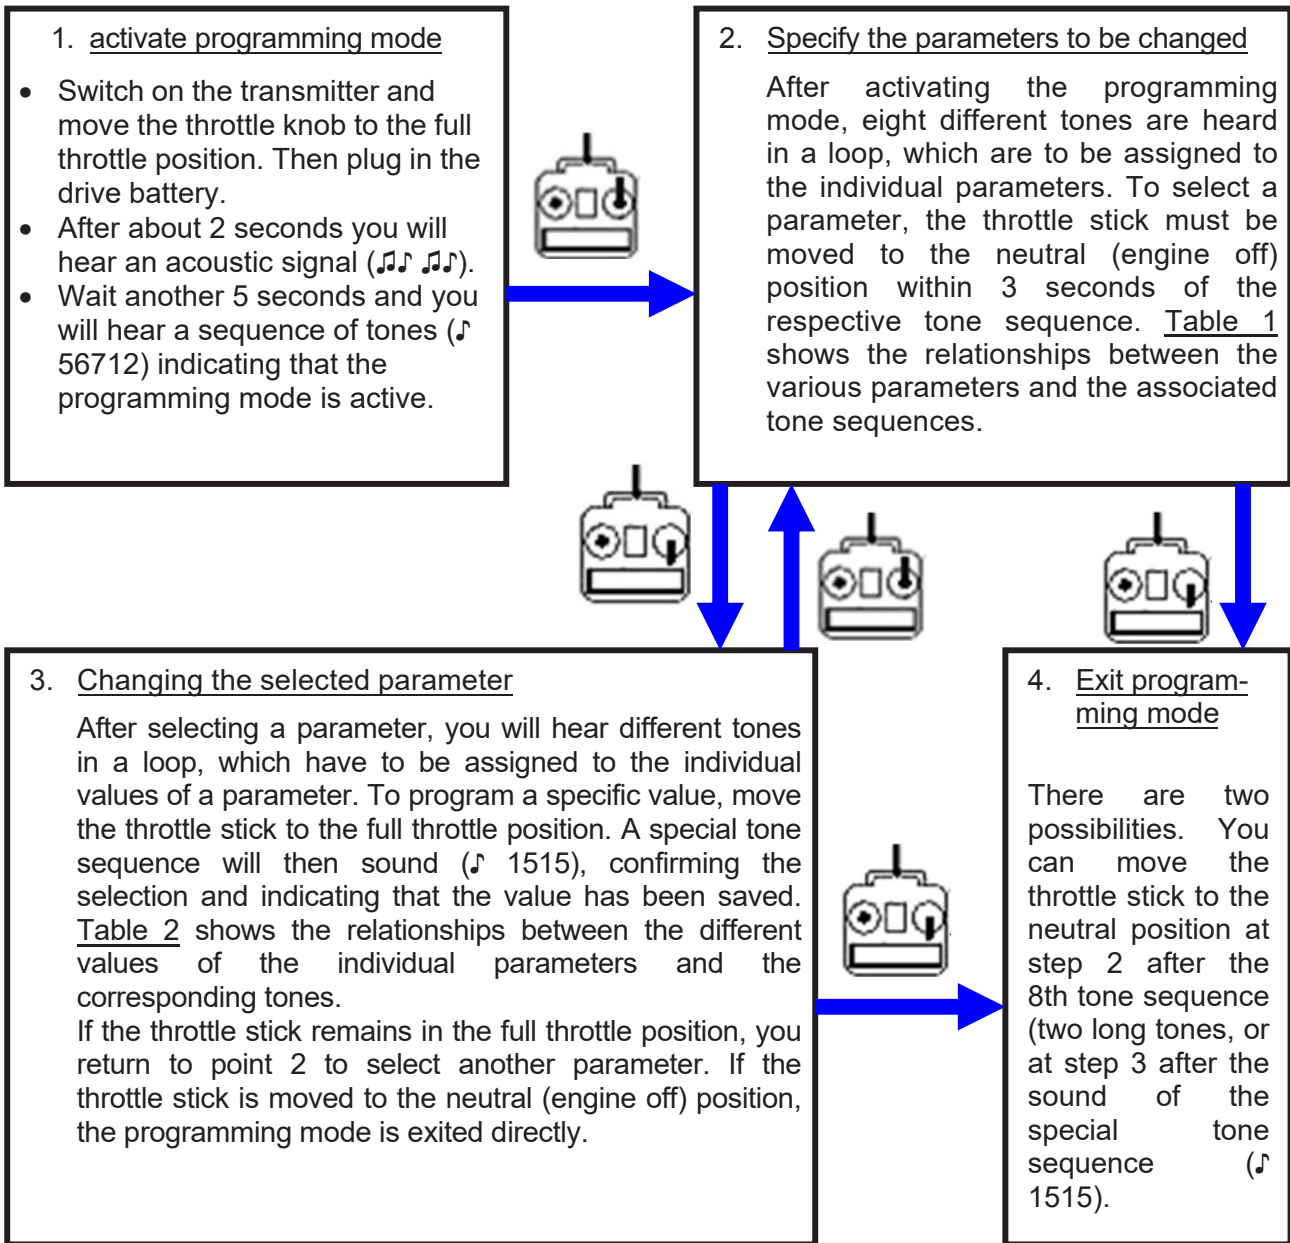 1. activate programming mode
• Switch on the transmitter and
move the throttle knob to the full
throttle position. Then plug in the
drive battery.
• After about 2 seconds you will
hear an acoustic signal (♫♪ ♫♪).
• Wait another 5 seconds and you
will hear a sequence of tones (♪
56712) indicating that the
programming mode is active.
2. Specify the parameters to be changed
After activating the programming
mode, eight different tones are heard
in a loop, which are to be assigned to
the individual parameters. To select a
parameter, the throttle stick must be
moved to the neutral (engine off)
position within 3 seconds of the
respective tone sequence. Table 1
shows the relationships between the
various parameters and the associated
tone sequences.
3. Changing the selected parameter
After selecting a parameter, you will hear different tones
in a loop, which have to be assigned to the individual
values of a parameter. To program a specific value, move
the throttle stick to the full throttle position. A special tone
sequence will then sound (♪ 1515), confirming the
selection and indicating that the value has been saved.
Table 2 shows the relationships between the different
values of the individual parameters and the
corresponding tones.
If the throttle stick remains in the full throttle position, you
return to point 2 to select another parameter. If the
throttle stick is moved to the neutral (engine off) position,
the programming mode is exited directly.
4. Exit program-
ming mode
There are two
possibilities. You
can move the
throttle stick to the
neutral position at
step 2 after the
8th tone sequence
(two long tones, or
at step 3 after the
sound of the
special tone
sequence (♪
1515).